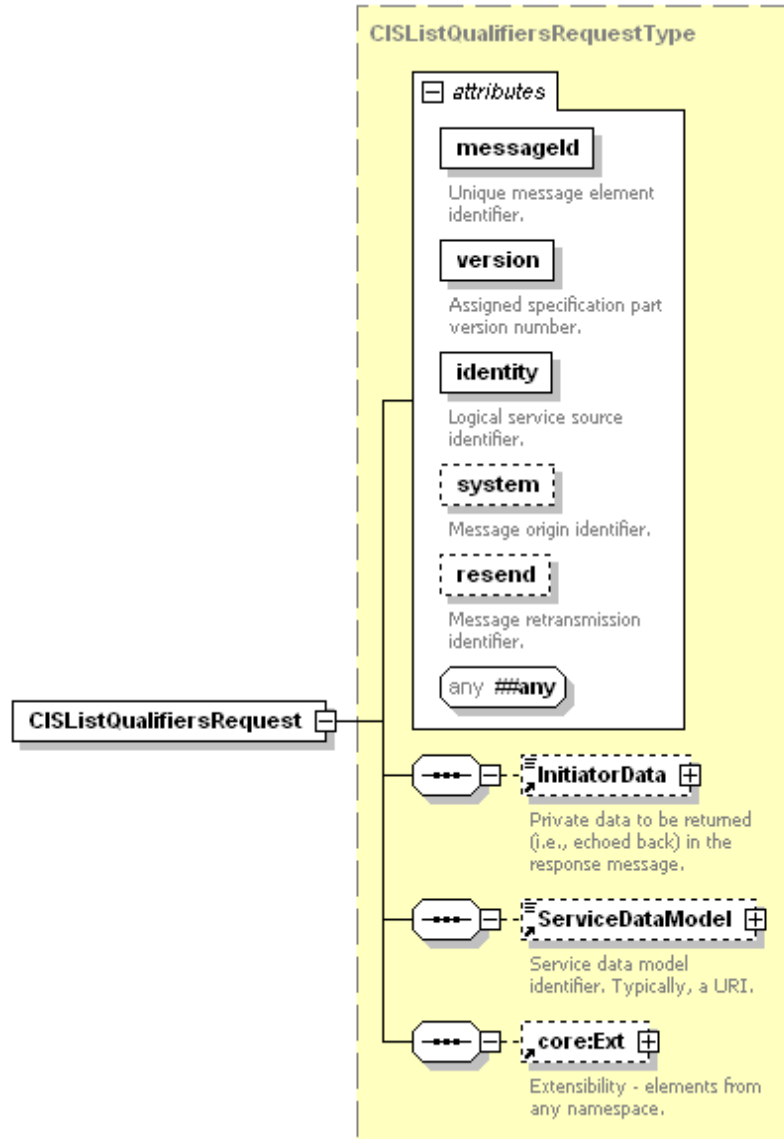 CISListQualifiersRequestType
attributes
messageId
Unique message element
identifier.
version
Assigned specification part
version number.
identity
Logical service source
identifier.
system
Message origin identifier.
resend
Message retransmission
identifier.
any ##any
CISListQualifiersRequest
InitiatorData
Private data to be returned
(i.e., echoed back) in the
response message.
ServiceDataModel
Service data model
identifier. Typically, a URI.
core:Ext
Extensibility - elements from
any namespace.